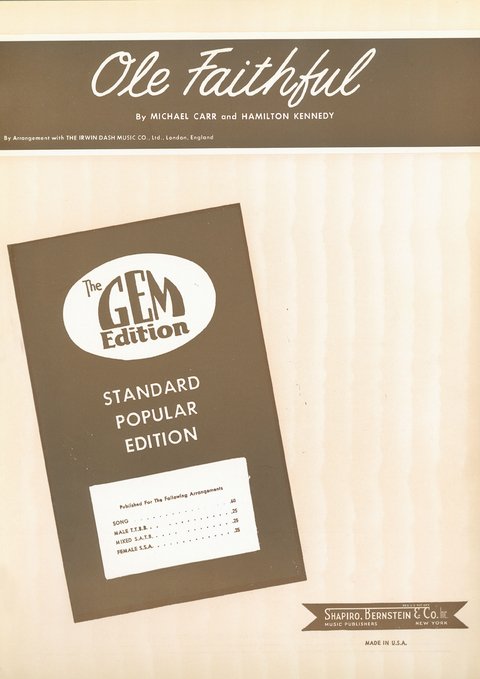 Ole Faithful
By MICHAEL CARR and HAMILTON KENNEDY
By Arrangement with THE IRWIN DASH MUSIC CO., Ltd., London, England
The
GEM
Edition
STANDARD
POPULAR
EDITION
Published For The Following Arrangements
SONG . . . . . . . . . . . . . . .60
MALE T.T.B.B. . . . . . . . . . . .25
MIXED S.A.T.B. . . . . . . . . . . .25
FEMALE S.S.A. . . . . . . . . . . . .25
SHAPIRO, BERNSTEIN & CO. Inc.
MUSIC PUBLISHERS NEW YORK
MADE IN U.S.A.